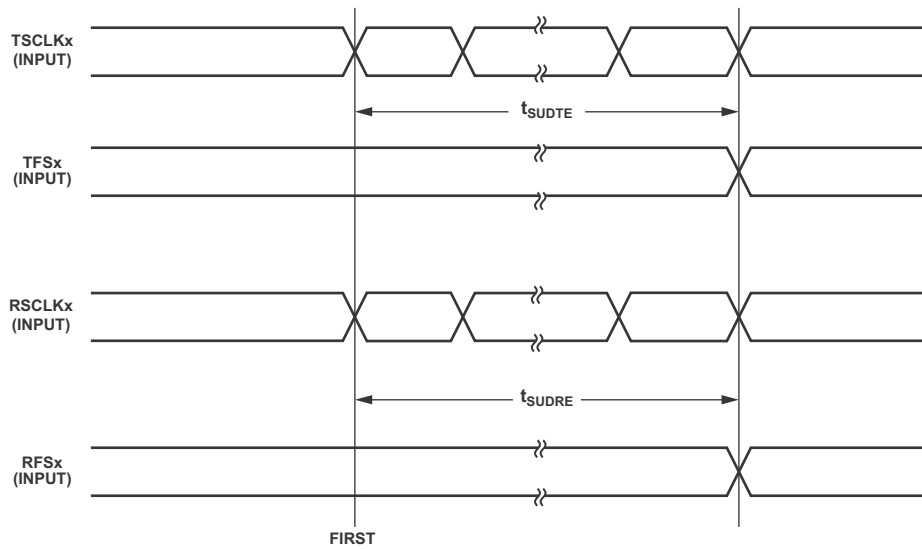 TSCLKx
(INPUT)
tSUDTE
TFSx
(INPUT)
RSCLKx
(INPUT)
tSUDRE
RFSx
(INPUT)
FIRST